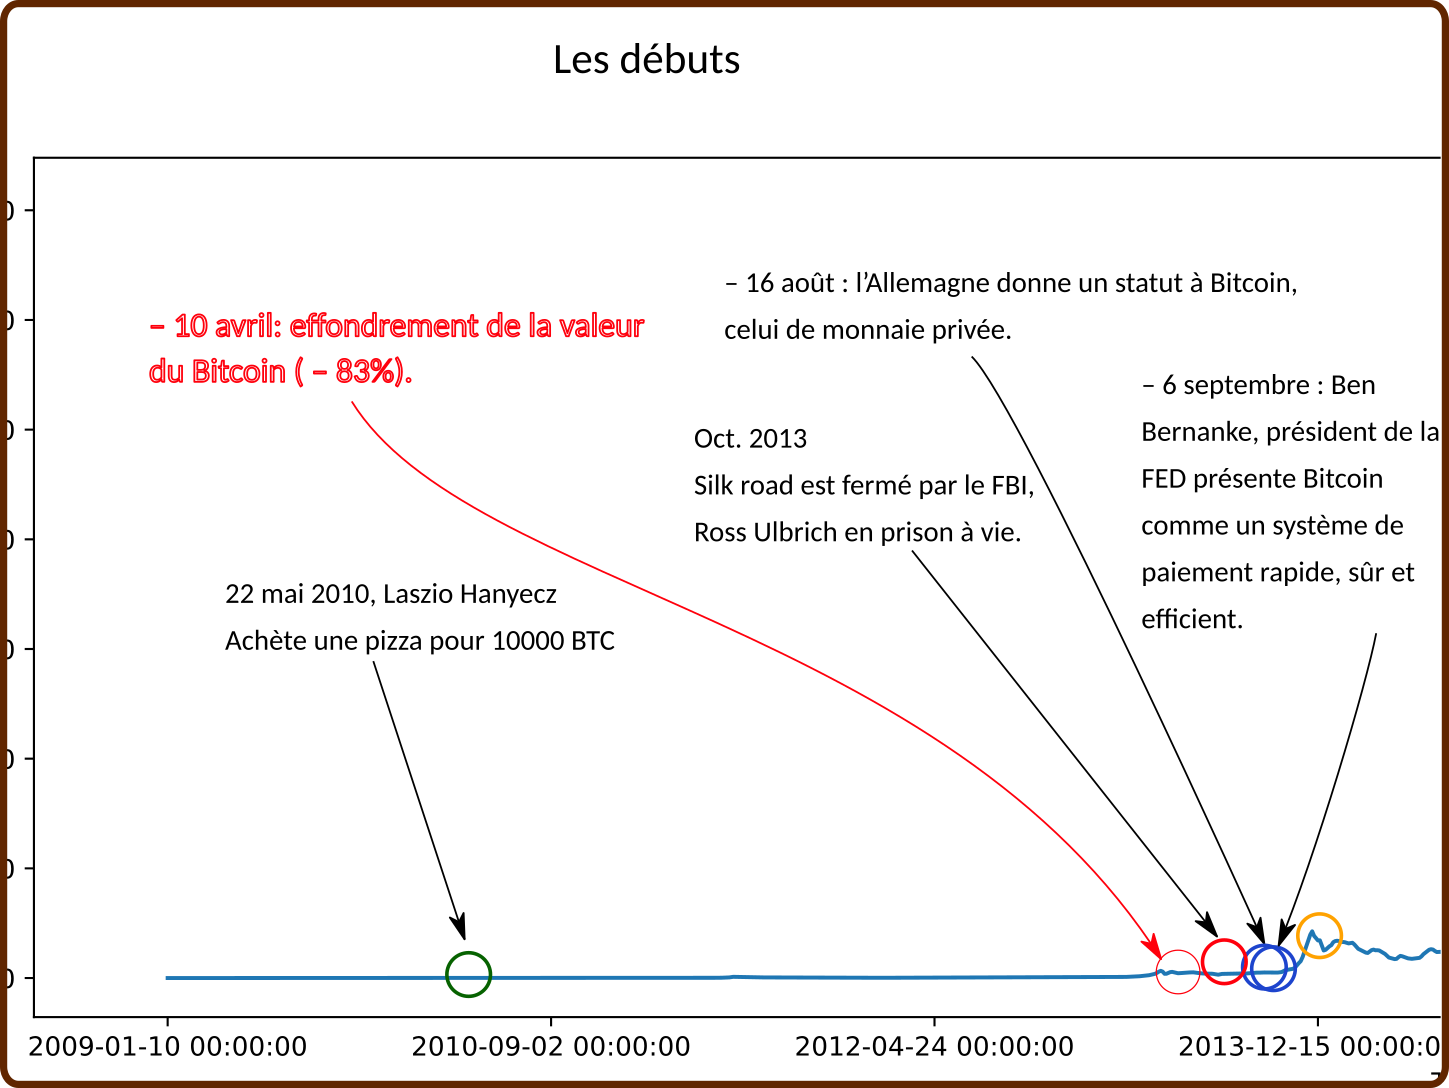 Les débuts
– 16 août : l’Allemagne donne un statut à Bitcoin,
celui de monnaie privée.
– 10 avril: effondrement de la valeur
du Bitcoin ( – 83%).
– 6 septembre : Ben
Bernanke, président de la
FED présente Bitcoin
comme un système de
paiement rapide, sûr et
efficient.
Oct. 2013
Silk road est fermé par le FBI,
Ross Ulbrich en prison à vie.
22 mai 2010, Laszio Hanyecz
Achète une pizza pour 10000 BTC
2009-01-10 00:00:00
2010-09-02 00:00:00
2012-04-24 00:00:00
2013-12-15 00:00:0